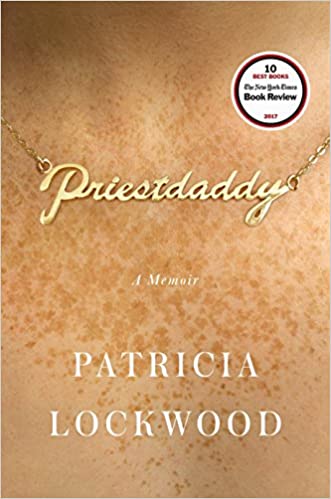 10
BEST BOOKS
The New York Times
Book Review
2017
Priestdaddy
A Memoir
PATRICIA
LOCKWOOD